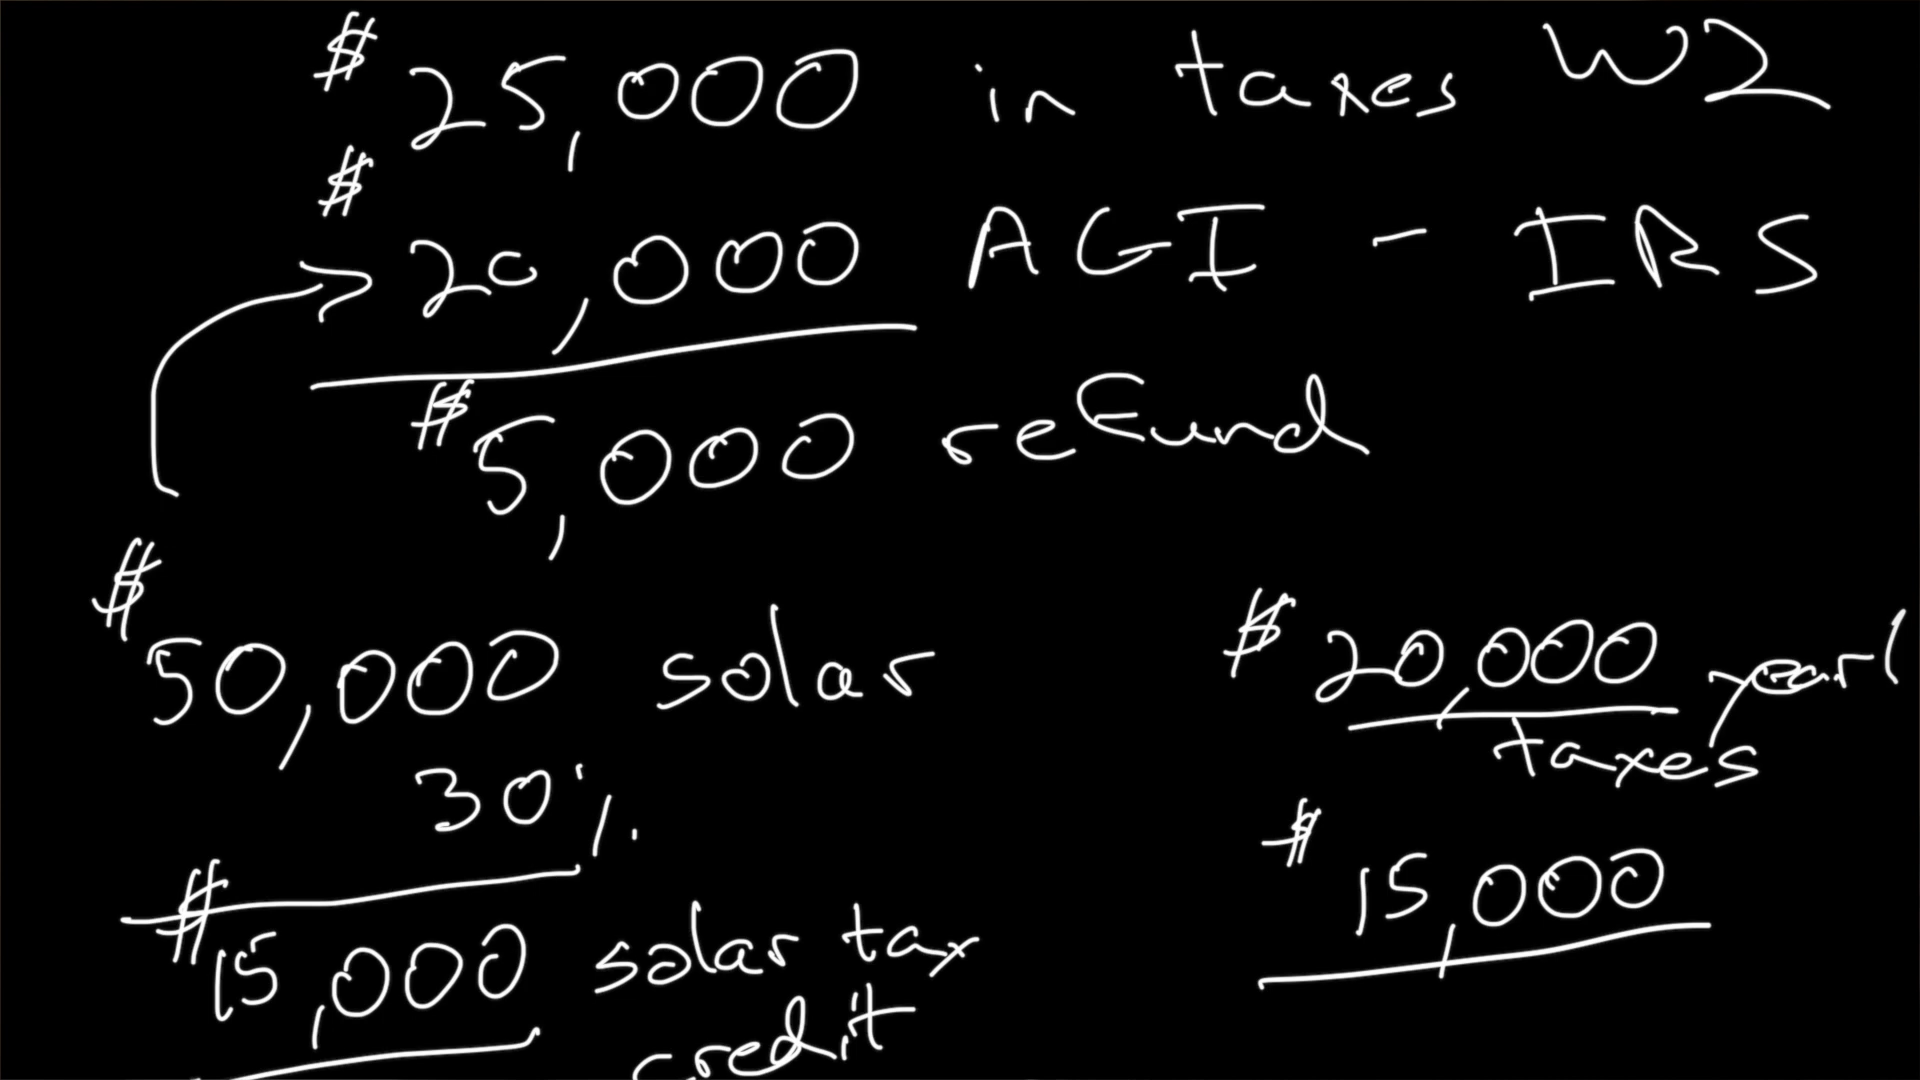 $25,000 in taxes W2
$20,000 AGI - IRS
$5,000 refund
$50,000 solar
30%
$15,000 solar tax
credit
$20,000 yearl
taxes
$15,000